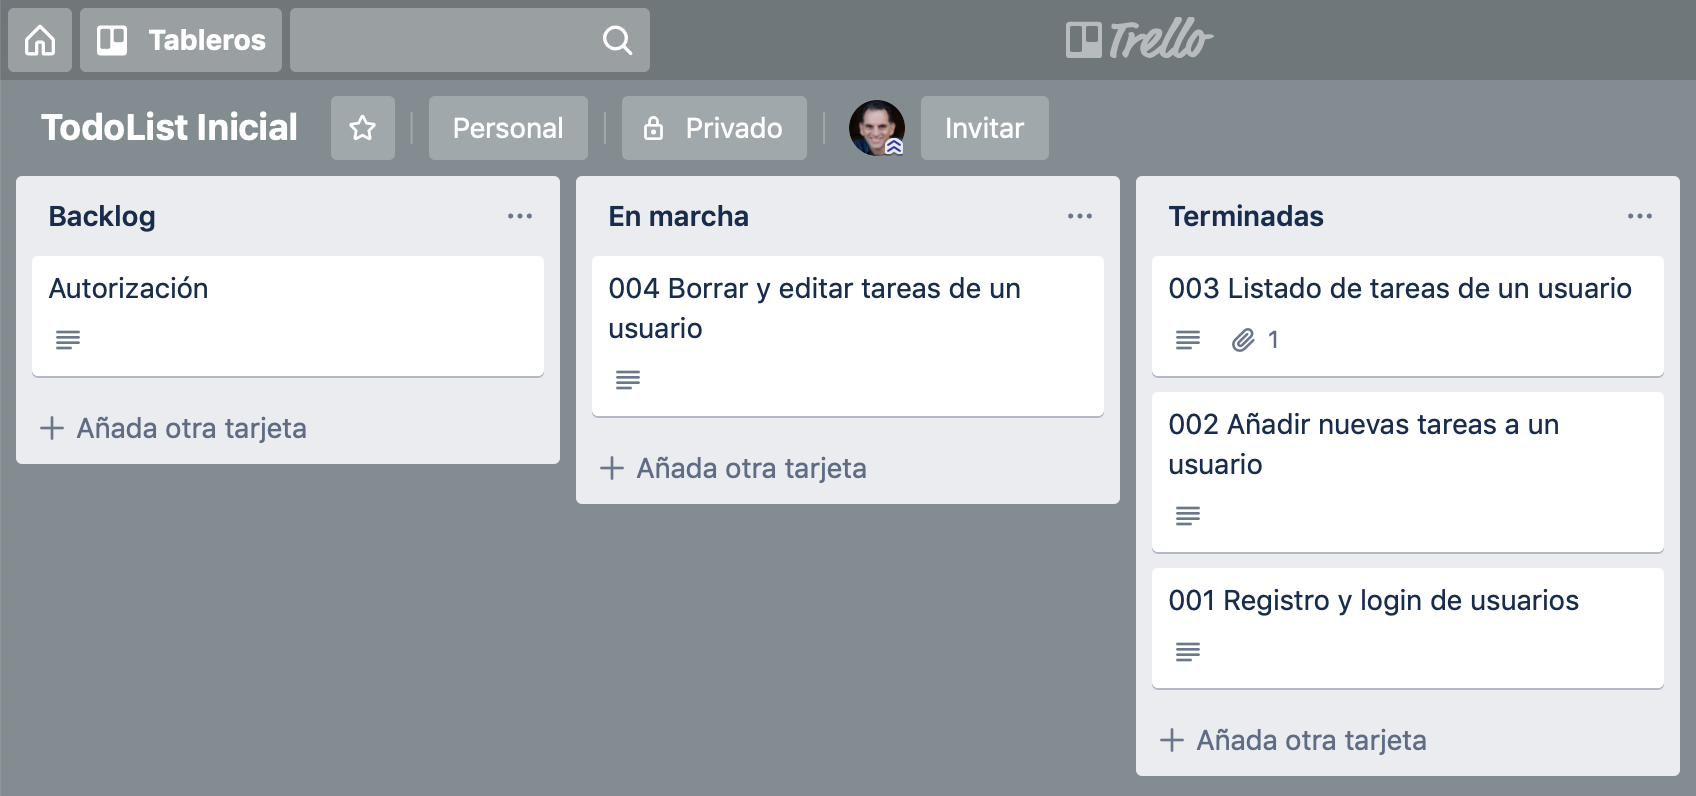 Tableros
Trello
TodoList Inicial
Personal
Privado
Invitar
Backlog
Autorización
Añada otra tarjeta
En marcha
004 Borrar y editar tareas de un
usuario
Añada otra tarjeta
Terminadas
003 Listado de tareas de un usuario
1
002 Añadir nuevas tareas a un
usuario
001 Registro y login de usuarios
Añada otra tarjeta